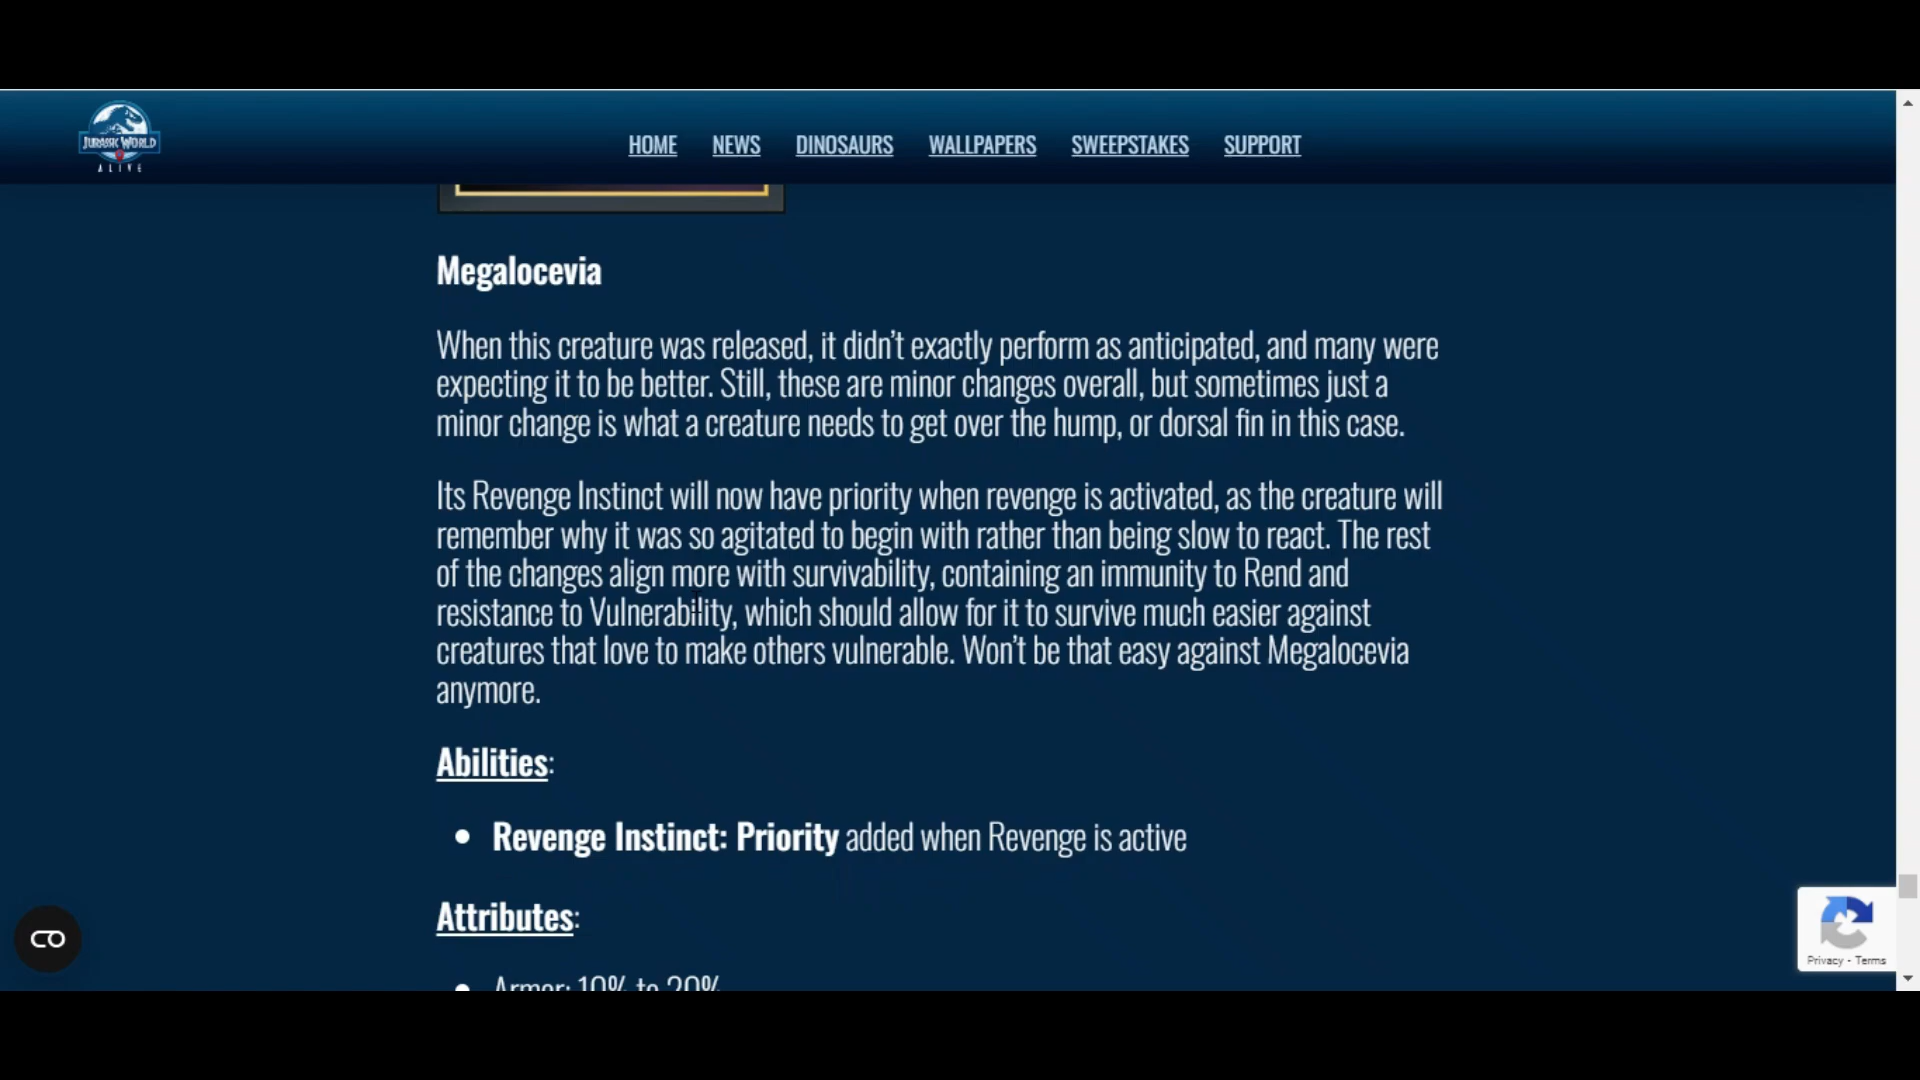 JURASSIC WORLD
ALIVE
HOME NEWS DINOSAURS WALLPAPERS SWEEPSTAKES SUPPORT
Megalocevia
When this creature was released, it didn’t exactly perform as anticipated, and many were
expecting it to be better. Still, these are minor changes overall, but sometimes just a
minor change is what a creature needs to get over the hump, or dorsal fin in this case.
Its Revenge Instinct will now have priority when revenge is activated, as the creature will
remember why it was so agitated to begin with rather than being slow to react. The rest
of the changes align more with survivability, containing an immunity to Rend and
resistance to Vulnerability, which should allow for it to survive much easier against
creatures that love to make others vulnerable. Won’t be that easy against Megalocevia
anymore.
Abilities:
Revenge Instinct: Priority added when Revenge is active
Attributes:
Armor: 10% to 20%
Privacy - Terms